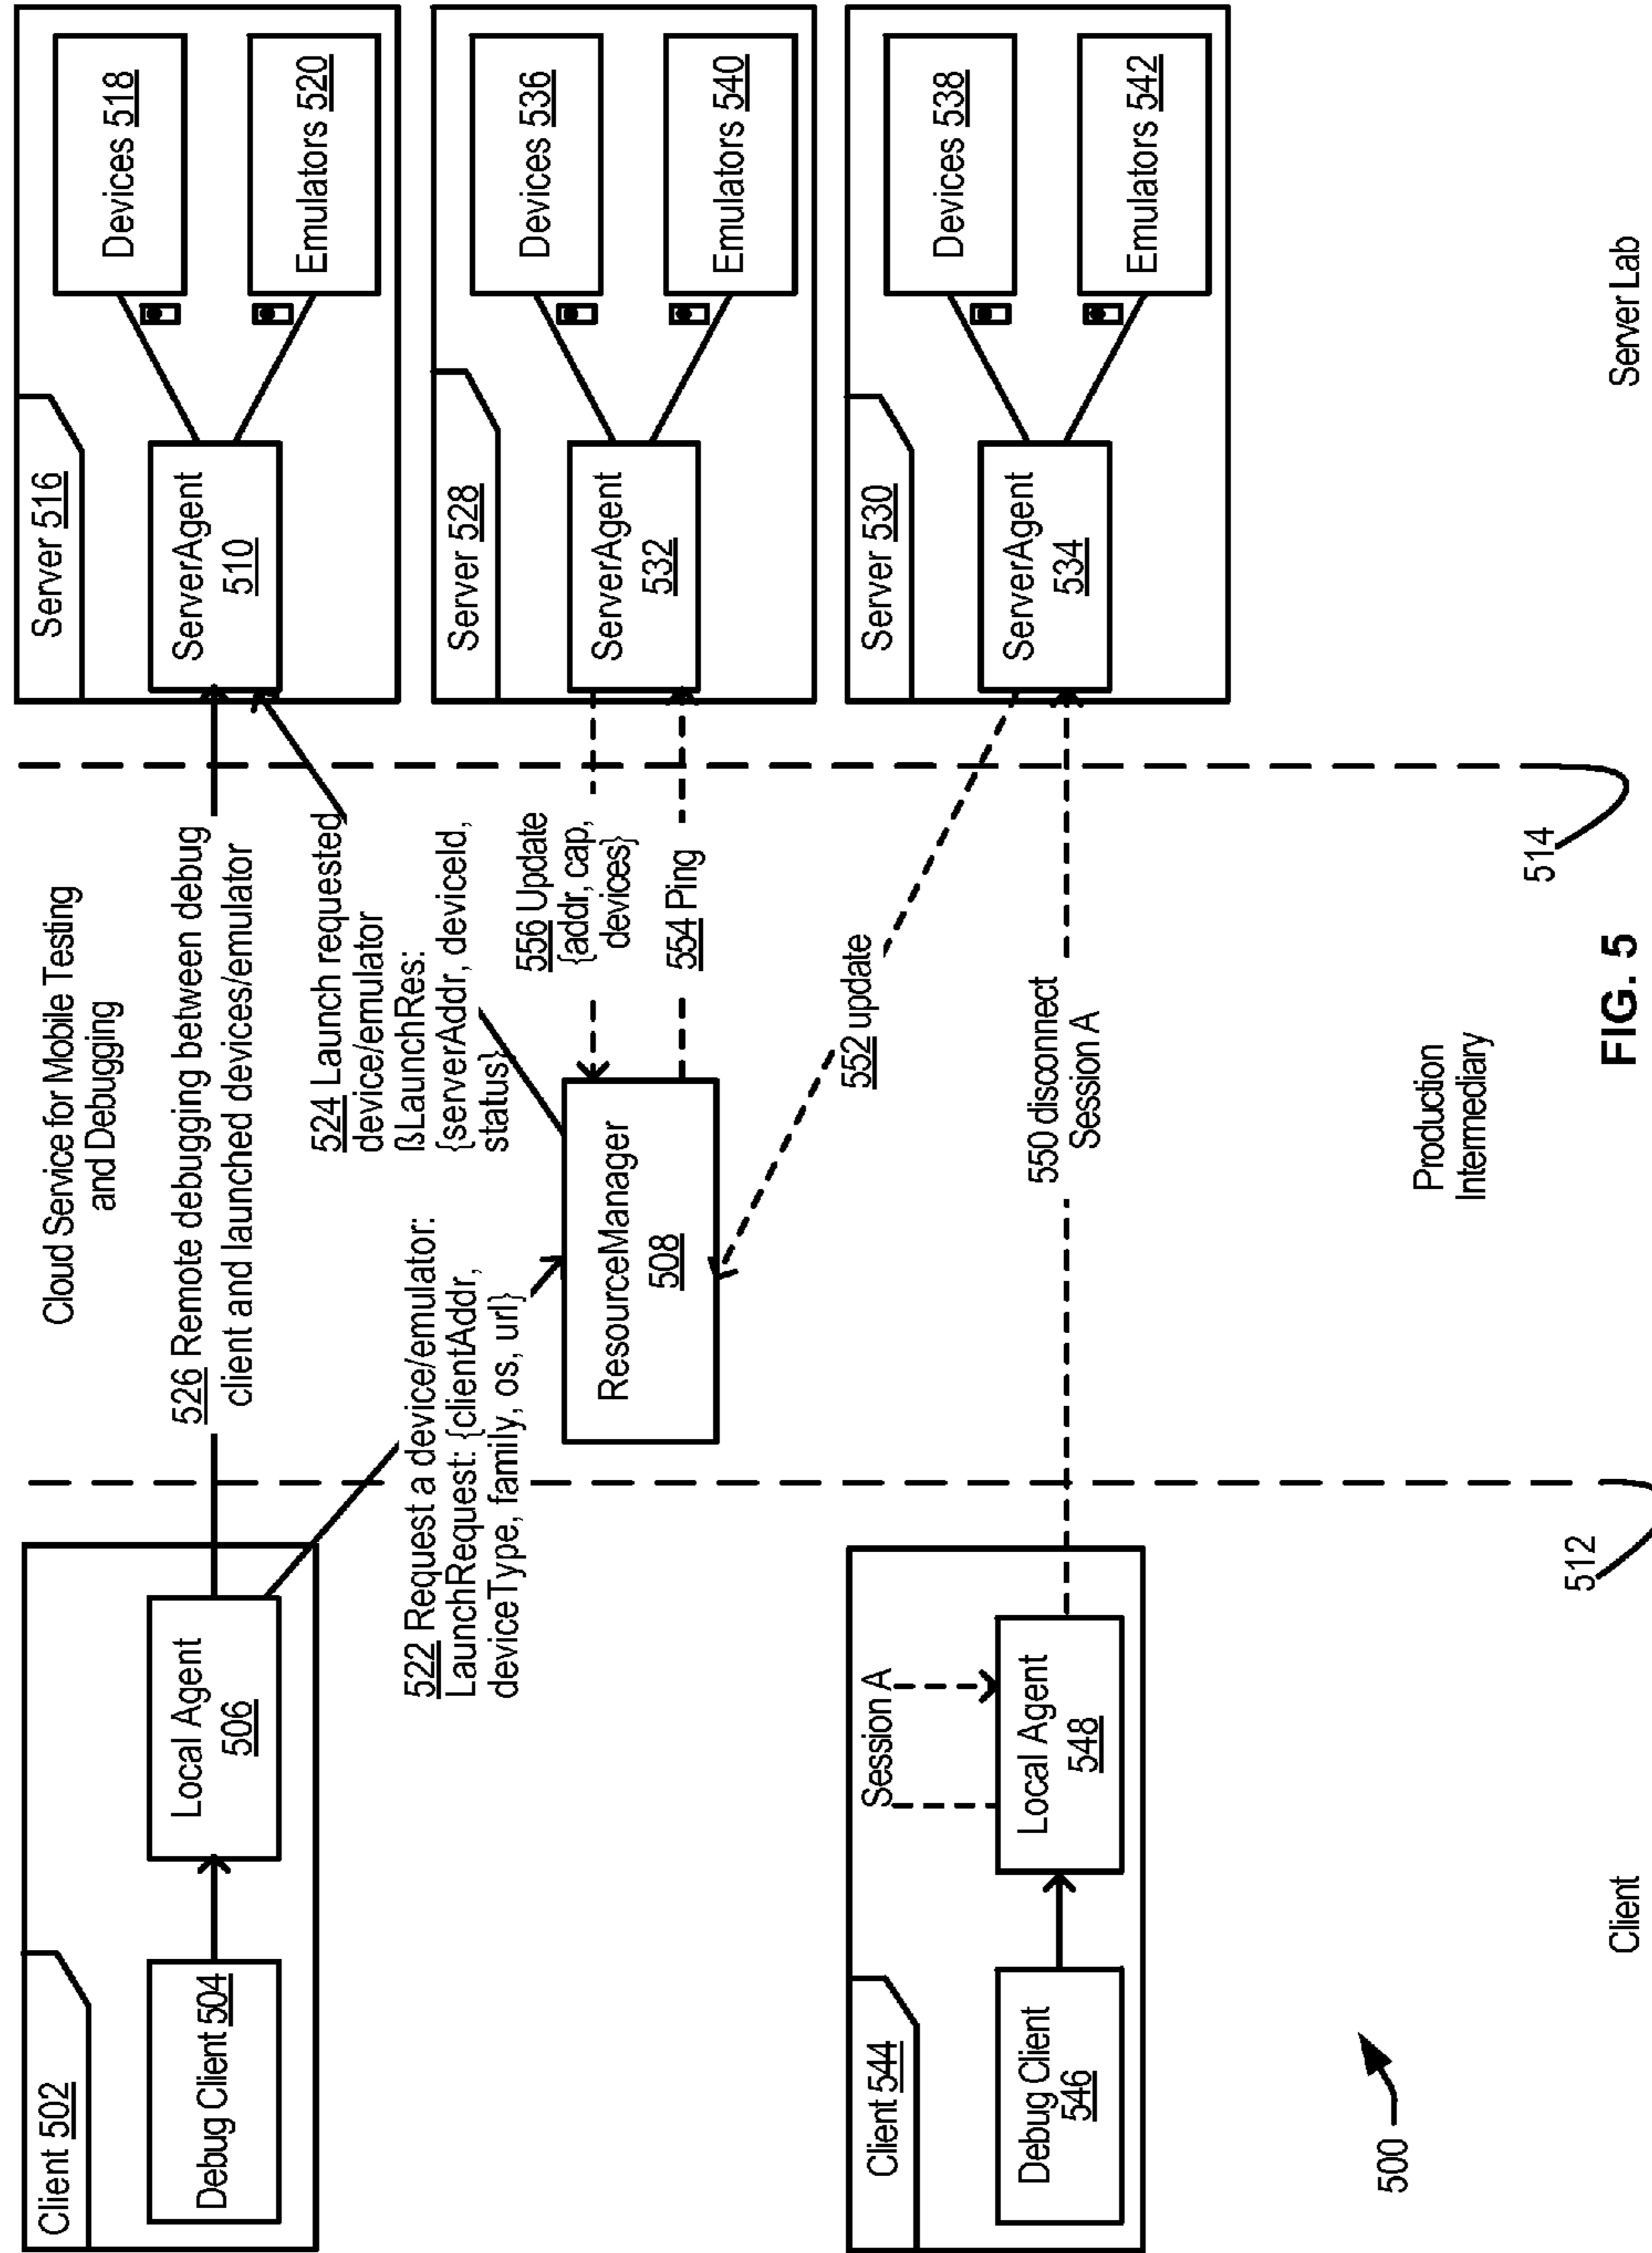 Cloud Service for Mobile Testing
and Debugging
Client 502
Debug Client 504
Local Agent
506
526 Remote debugging between debug
client and launched devices/emulator
522 Request a device/emulator:
LaunchRequest: {clientAddr,
deviceType, family, os, url}
524 Launch requested
device/emulator
ßLaunchRes:
{serverAddr, deviceId,
status}
ResourceManager
508
556 Update
{addr, cap,
devices}
554 Ping
552 update
550 disconnect
Session A
Server 516
ServerAgent
510
Devices 518
Emulators 520
Server 528
ServerAgent
532
Devices 536
Emulators 540
Server 530
ServerAgent
534
Devices 538
Emulators 542
Client 544
Debug Client
546
Session A
Local Agent
548
500
512
514
Client
Production
Intermediary
Server Lab
FIG. 5